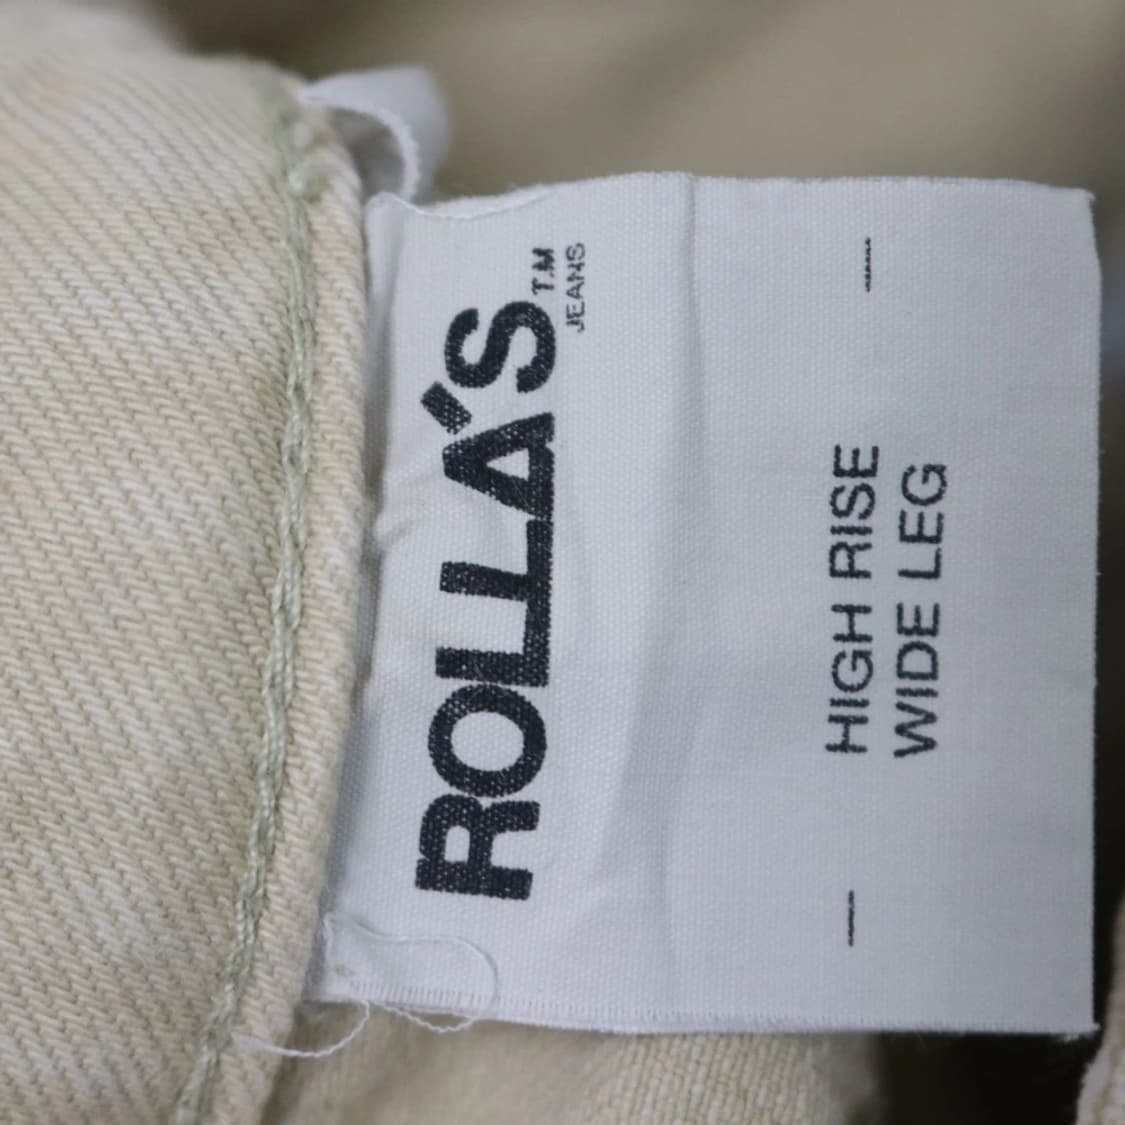 ROLLA'S T.M
JEANS
HIGH RISE
WIDE LEG